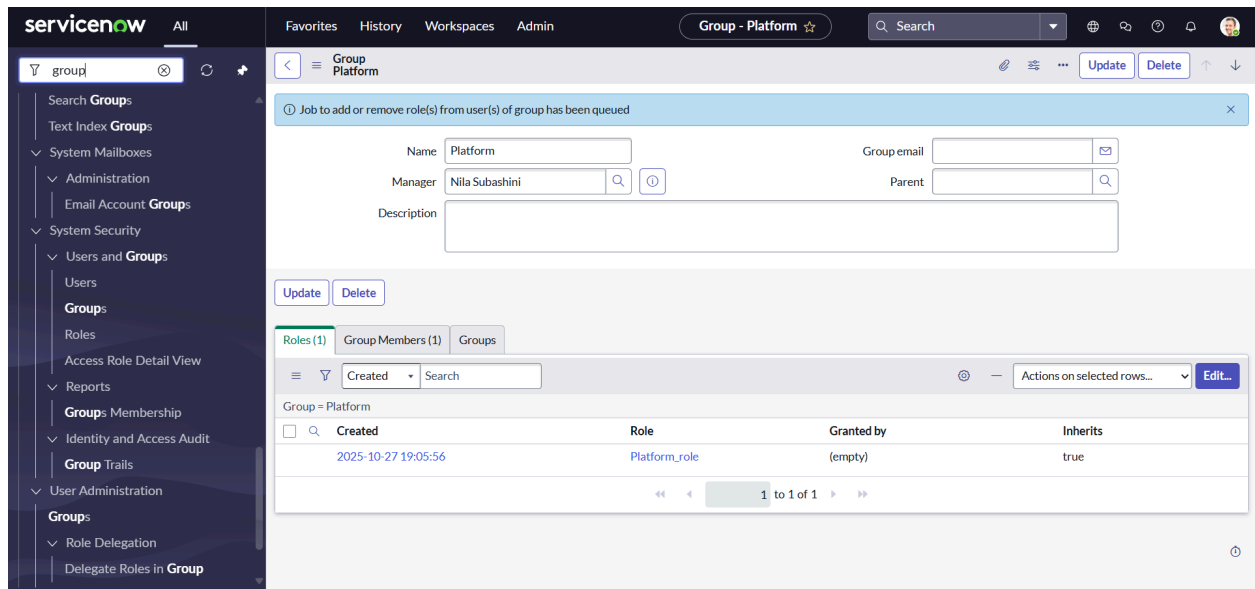 servicenow All Favorites History Workspaces Admin Group - Platform Search
group
Search Groups
Text Index Groups
System Mailboxes
Administration
Email Account Groups
System Security
Users and Groups
Users
Groups
Roles
Access Role Detail View
Reports
Groups Membership
Identity and Access Audit
Group Trails
User Administration
Groups
Role Delegation
Delegate Roles in Group
Group
Platform
Update Delete
Job to add or remove role(s) from user(s) of group has been queued
Name Platform Group email
Manager Nila Subashini Parent
Description
Update Delete
Roles (1) Group Members (1) Groups
Created Search Actions on selected rows... Edit...
Group = Platform
Created Role Granted by Inherits
2025-10-27 19:05:56 Platform_role (empty) true
1 to 1 of 1